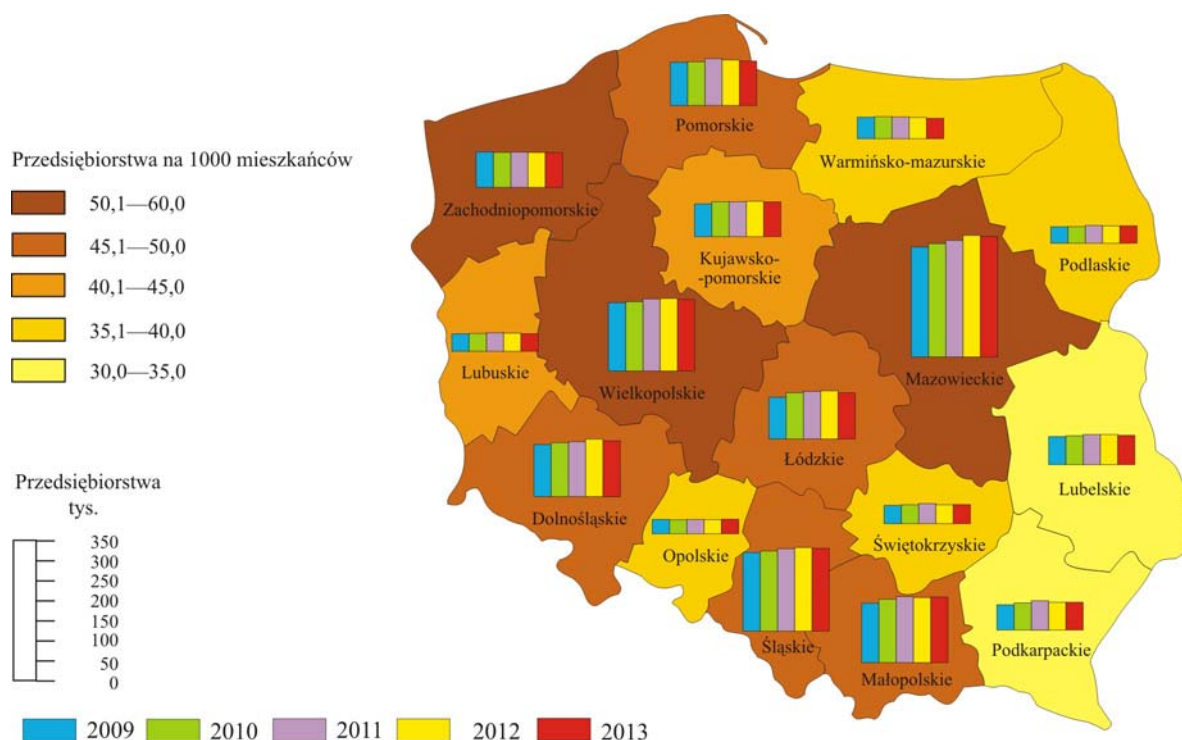 Przedsiębiorstwa na 1000 mieszkańców
50,1—60,0
45,1—50,0
40,1—45,0
35,1—40,0
30,0—35,0
Przedsiębiorstwa
tys.
350
300
250
200
150
100
50
0
2009
2010
2011
2012
2013
Pomorskie
Warmińsko-mazurskie
Zachodniopomorskie
Kujawsko-
-pomorskie
Podlaskie
Lubuskie
Wielkopolskie
Mazowieckie
Łódzkie
Lubelskie
Dolnośląskie
Opolskie
Świętokrzyskie
Śląskie
Małopolskie
Podkarpackie